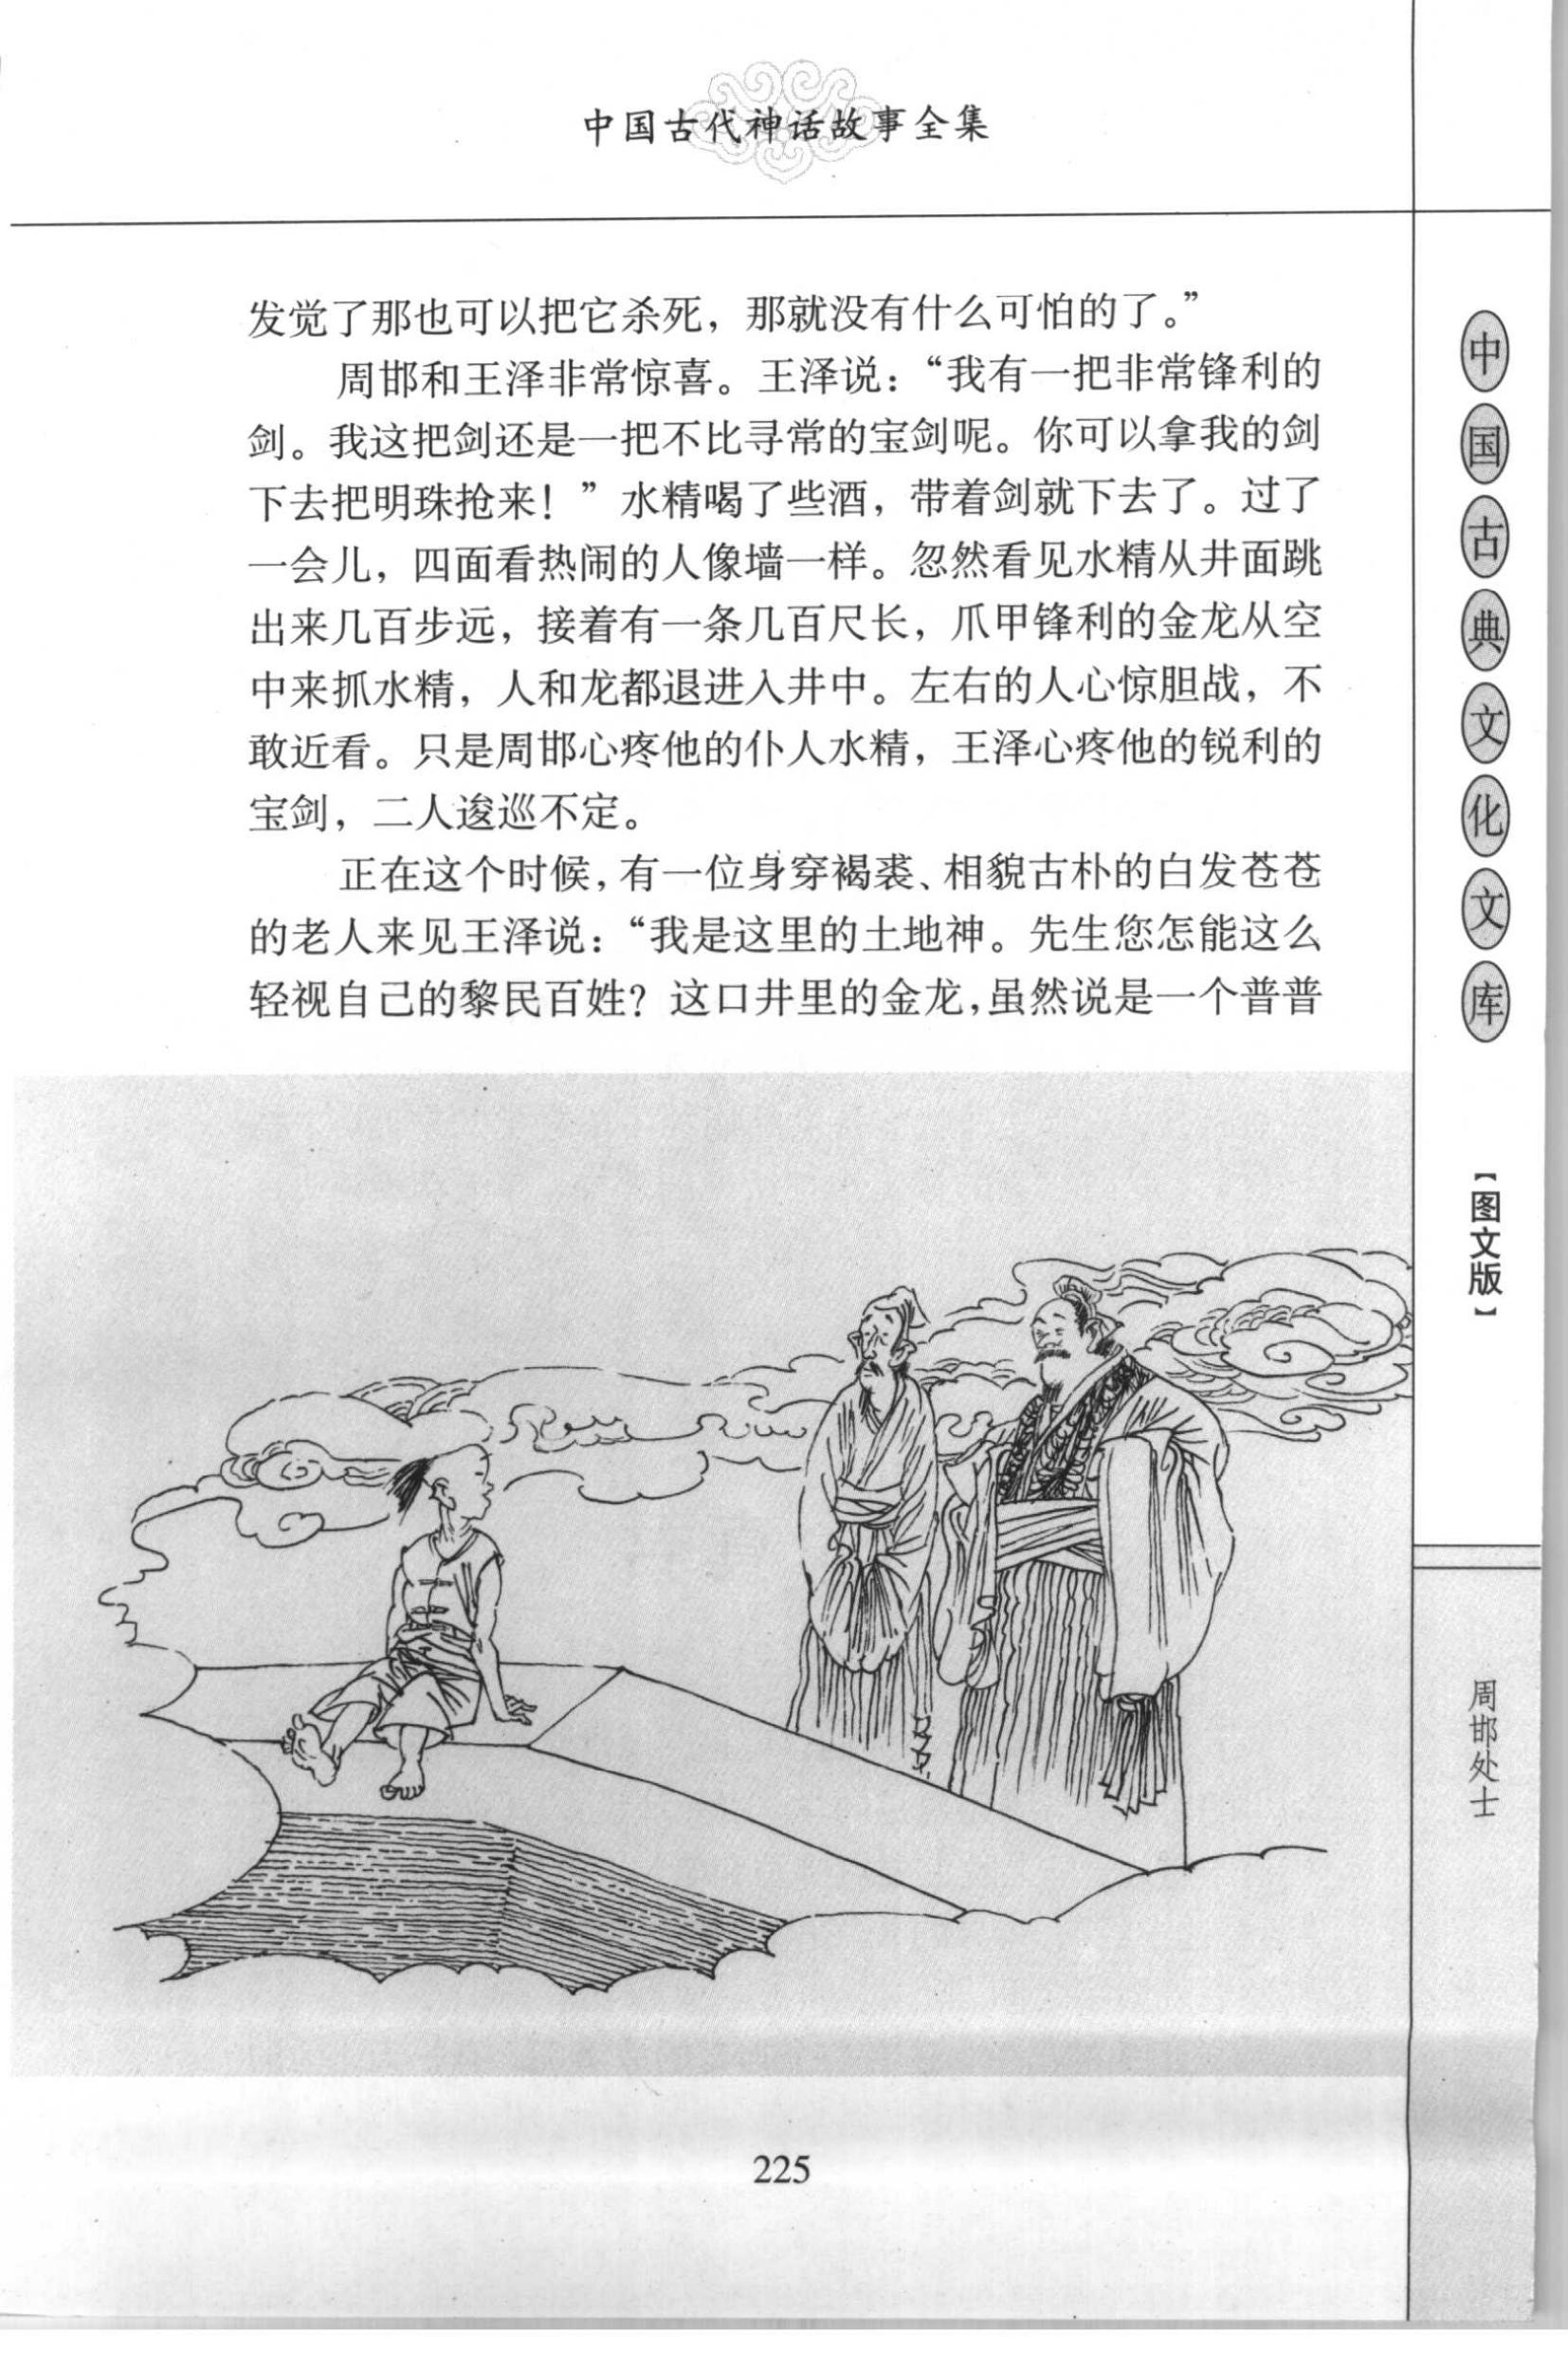 中国古代神话故事全集
发觉了那也可以把它杀死，那就没有什么可怕的了。”
周邯和王泽非常惊喜。王泽说：“我有一把非常锋利的
剑。我这把剑还是一把不比寻常的宝剑呢。你可以拿我的剑
下去把明珠抢来！”水精喝了些酒，带着剑就下去了。过了
一会儿，四面看热闹的人像墙一样。忽然看见水精从井面跳
出来几百步远，接着有一条几百尺长，爪甲锋利的金龙从空
中来抓水精，人和龙都退进入井中。左右的人心惊胆战，不
敢近看。只是周邯心疼他的仆人水精，王泽心疼他的锐利的
宝剑，二人逡巡不定。
正在这个时候，有一位身穿褐裘、相貌古朴的白发苍苍
的老人来见王泽说：“我是这里的土地神。先生您怎能这么
轻视自己的黎民百姓？这口井里的金龙，虽然说是一个普普
中国古典文化文库
【图文版】
周邯处士
225